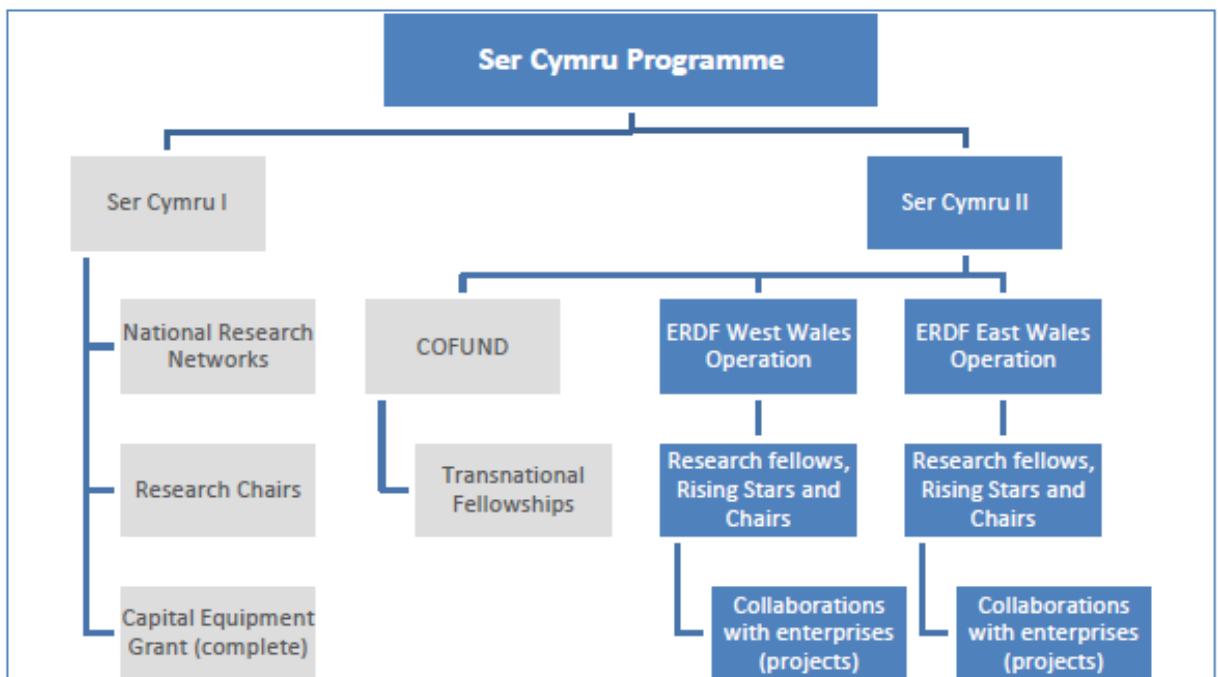 Ser Cymru Programme
Ser Cymru I
Ser Cymru II
National Research
Networks
COFUND
ERDF West Wales
Operation
ERDF East Wales
Operation
Research Chairs
Transnational
Fellowships
Research fellows,
Rising Stars and
Chairs
Research fellows,
Rising Stars and
Chairs
Capital Equipment
Grant (complete)
Collaborations
with enterprises
(projects)
Collaborations
with enterprises
(projects)